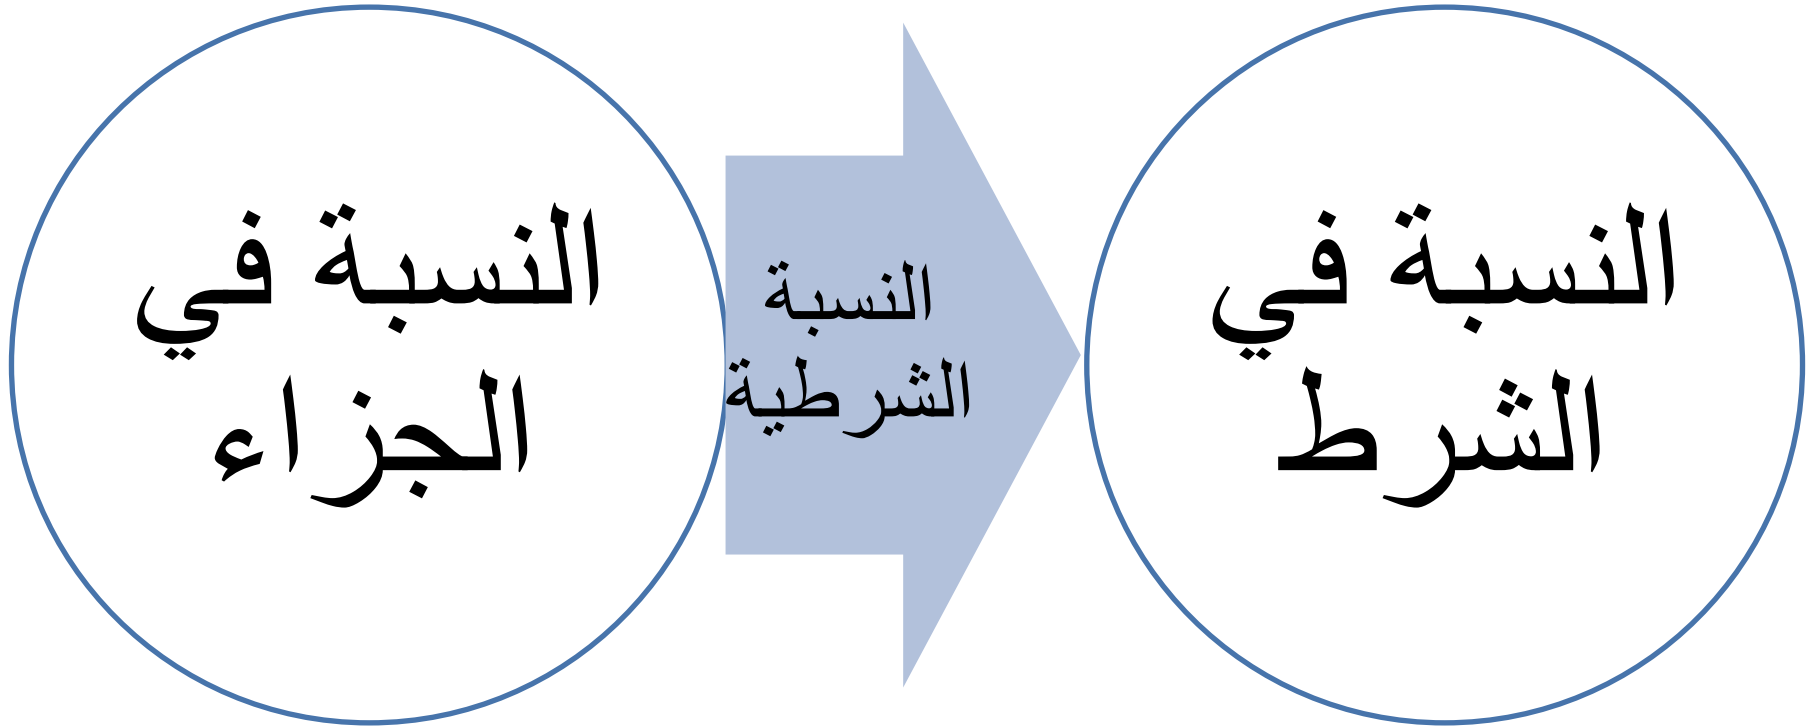 النسبة في
الشرط
النسبة
الشرطية
النسبة في
الجزاء